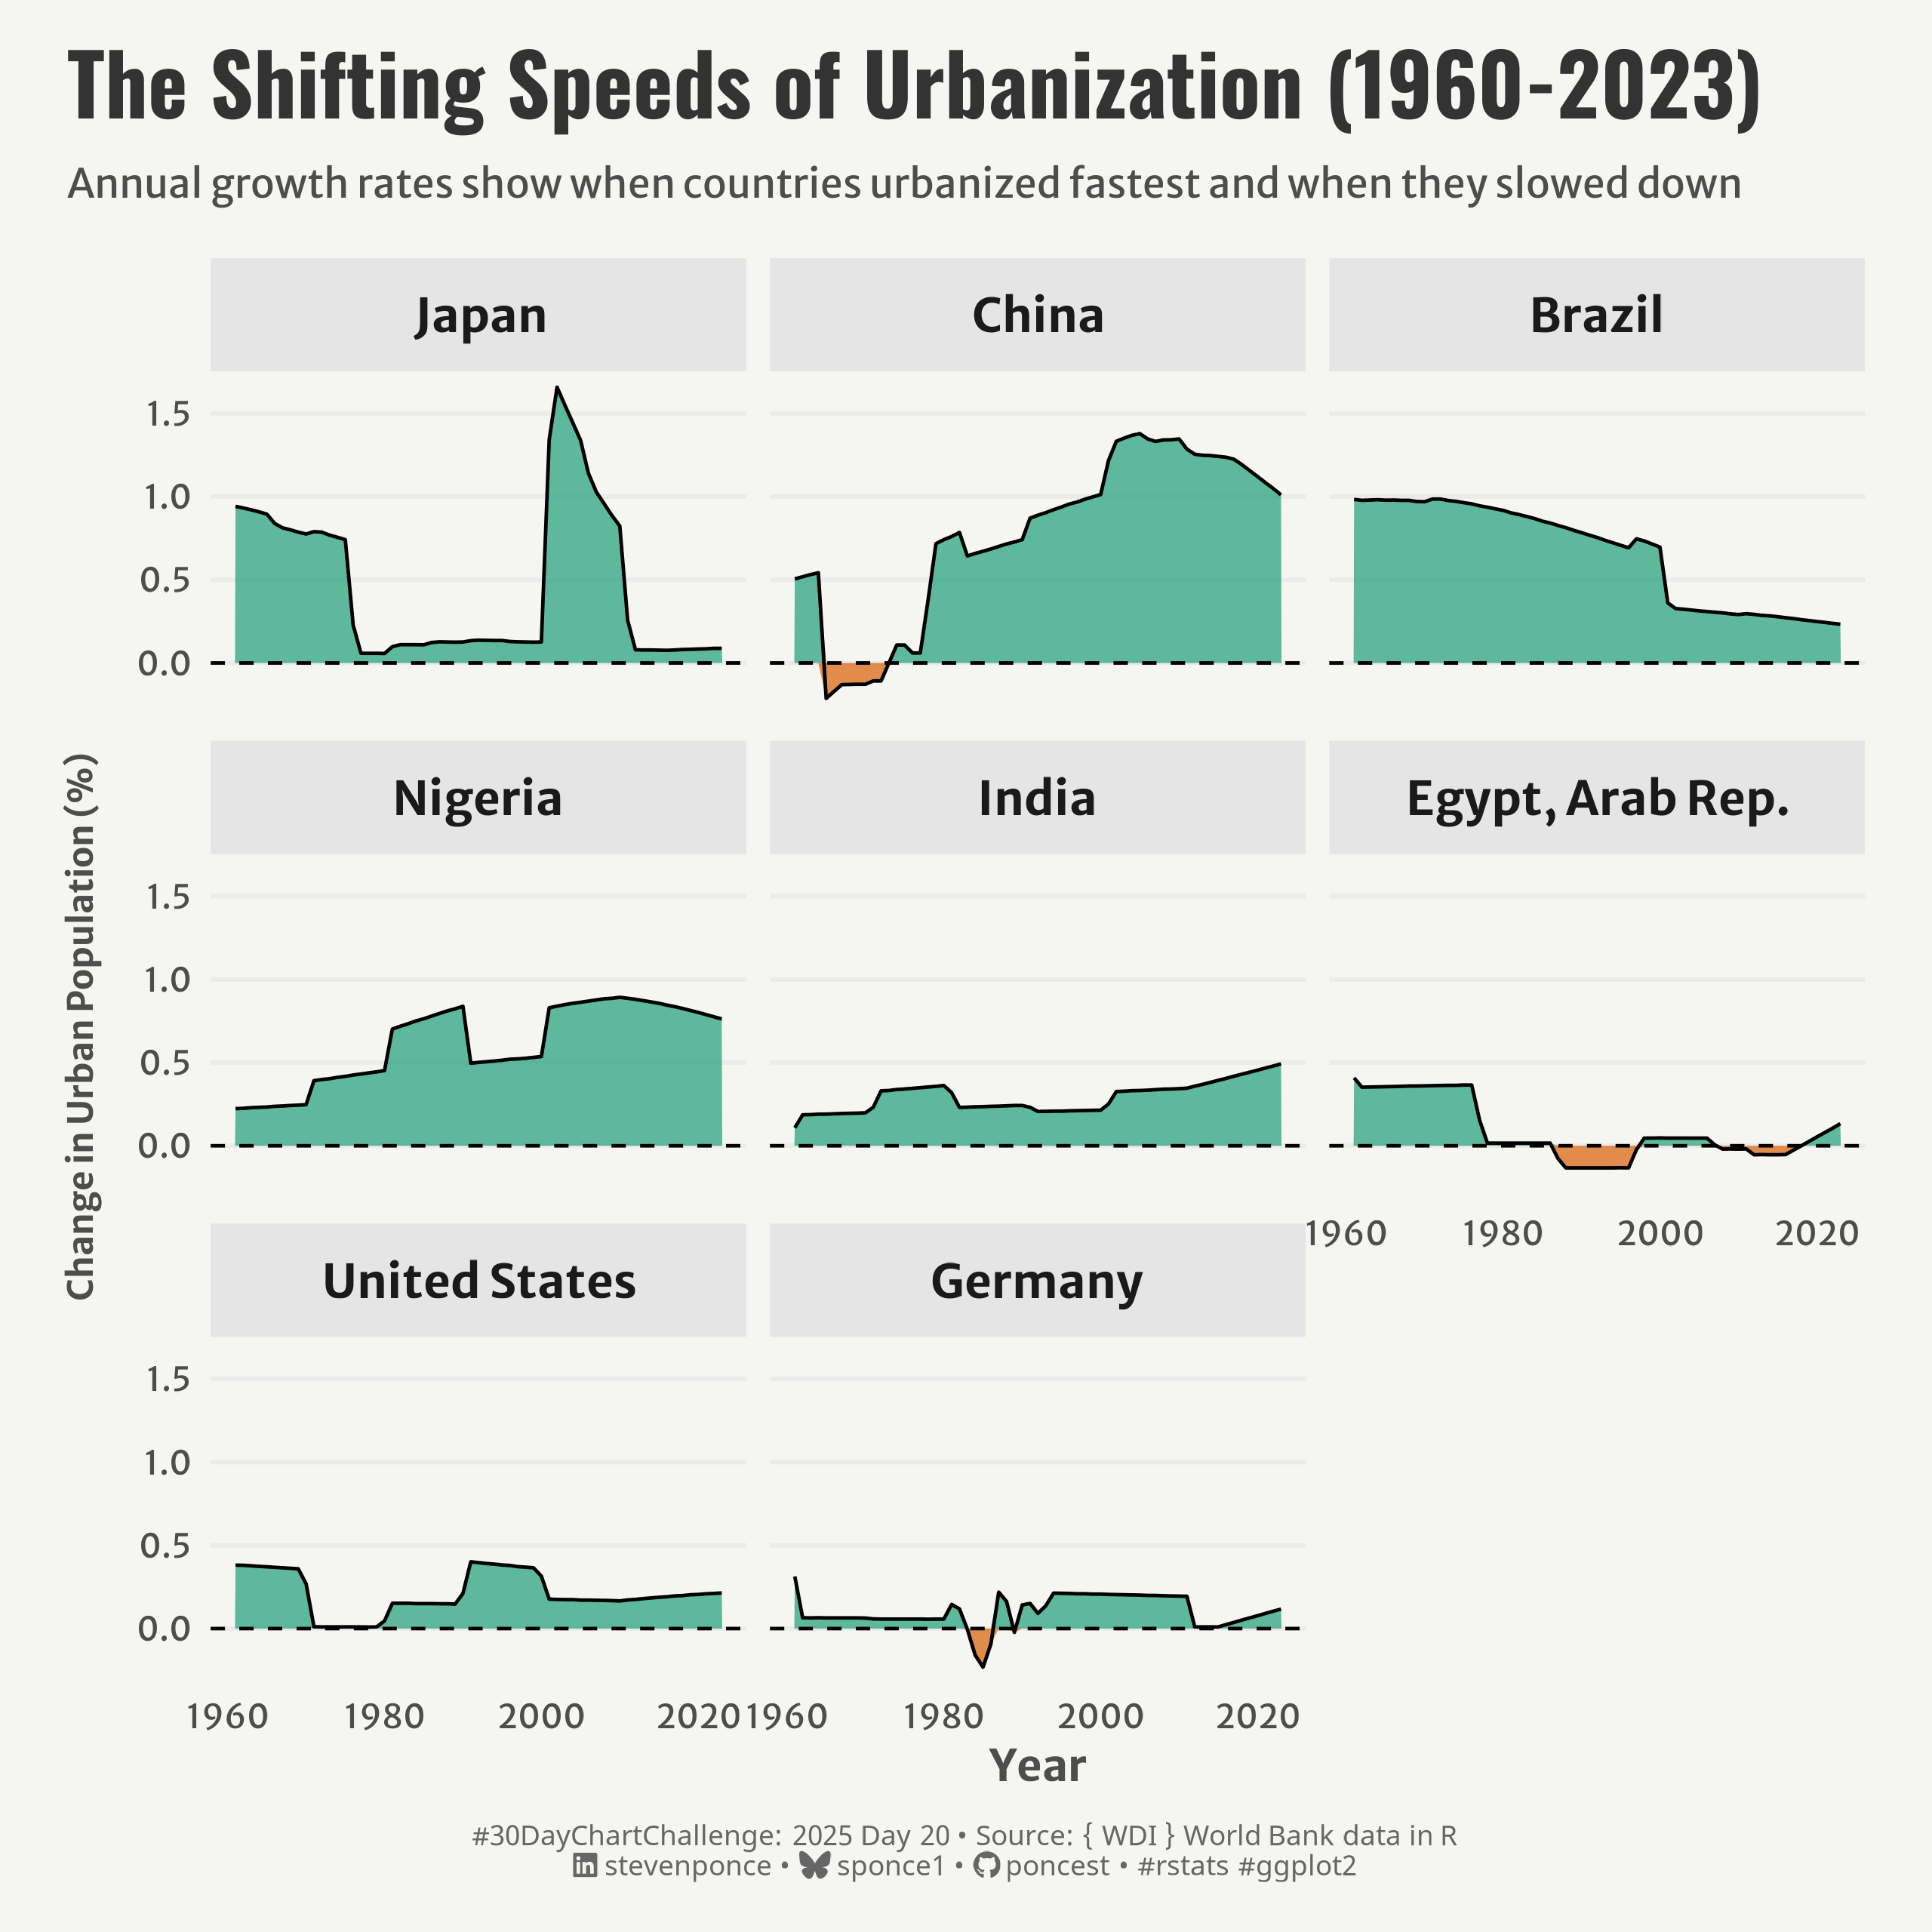 The Shifting Speeds of Urbanization (1960-2023)
Annual growth rates show when countries urbanized fastest and when they slowed down
Japan
China
Brazil
1.5
1.0
0.5
0.0
Change in Urban Population (%)
Nigeria
India
Egypt, Arab Rep.
1.5
1.0
0.5
0.0
1960 1980 2000 2020
United States
Germany
1.5
1.0
0.5
0.0
1960 1980 2000 2020
1960 1980 2000 2020
Year
#30DayChartChallenge: 2025 Day 20 • Source: { WDI } World Bank data in R
in stevenponce • sponce1 • poncest • #rstats #ggplot2